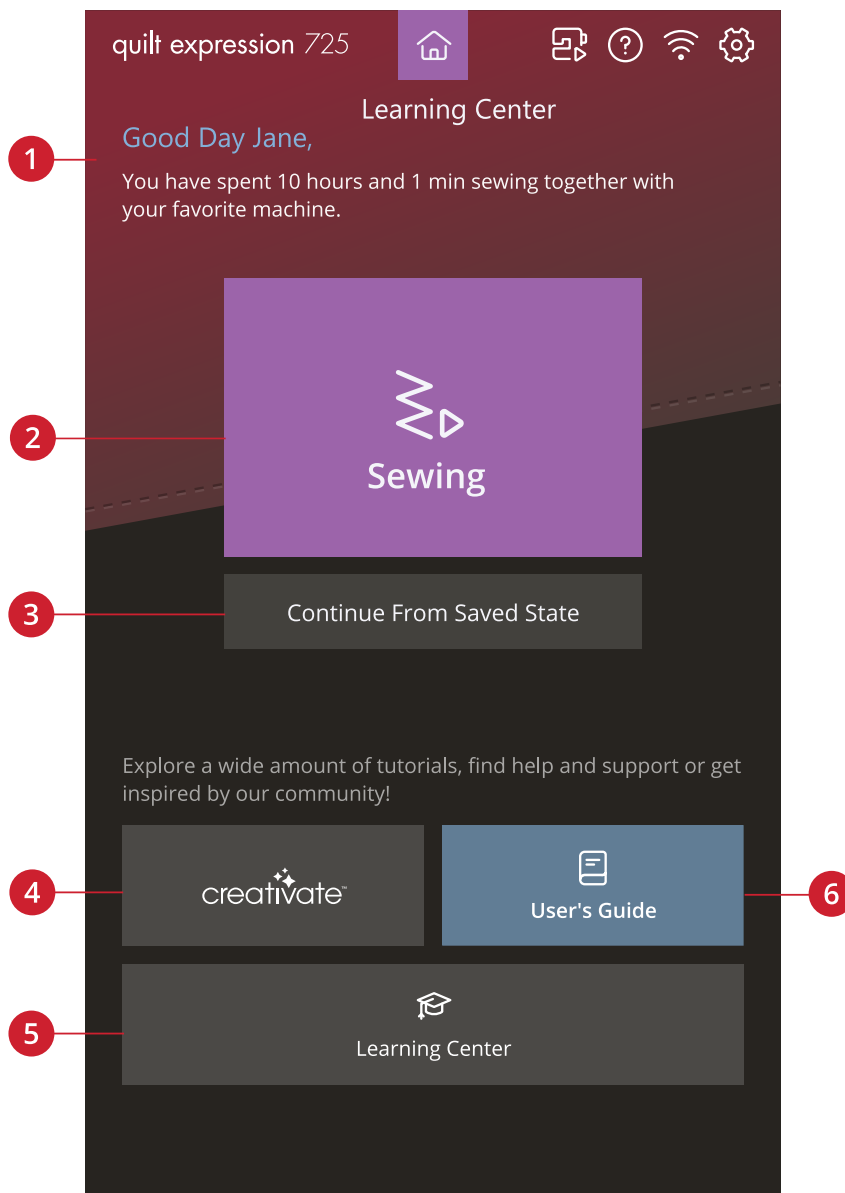 quilt expression 725
?
Learning Center
Good Day Jane,
1
You have spent 10 hours and 1 min sewing together with
your favorite machine.
2
Sewing
3
Continue From Saved State
Explore a wide amount of tutorials, find help and support or get
inspired by our community!
4
creativate™
User's Guide
6
5
Learning Center